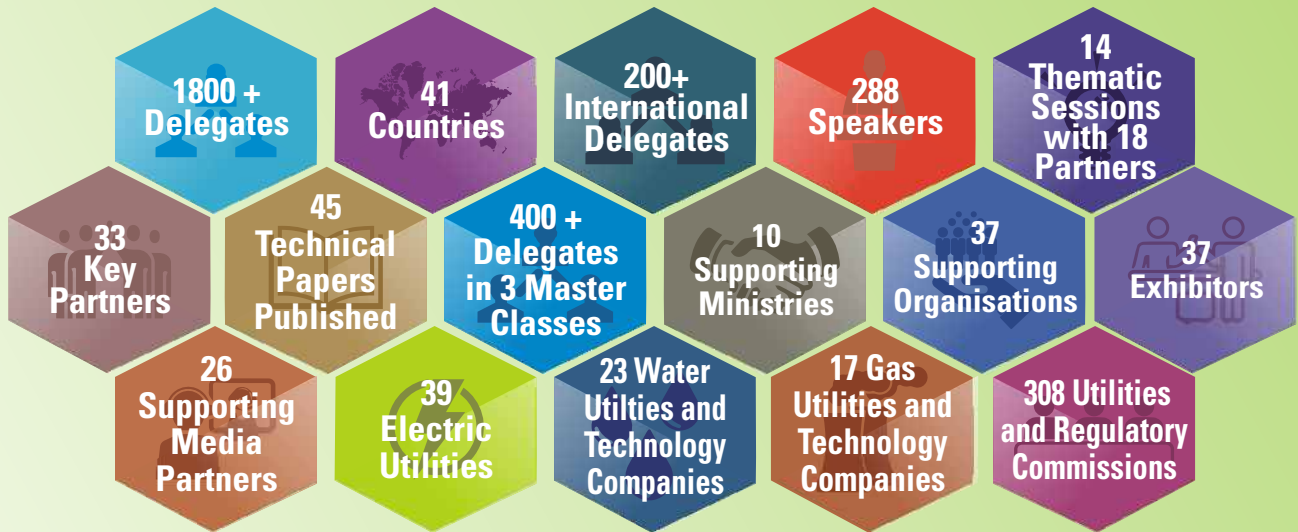 1800 +
Delegates
41
Countries
200+
International
Delegates
288
Speakers
14
Thematic
Sessions
with 18
Partners
33
Key
Partners
45
Technical
Papers
Published
400 +
Delegates
in 3 Master
Classes
10
Supporting
Ministries
37
Supporting
Organisations
37
Exhibitors
26
Supporting
Media
Partners
39
Electric
Utilities
23 Water
Utilties and
Technology
Companies
17 Gas
Utilities and
Technology
Companies
308 Utilities
and Regulatory
Commissions